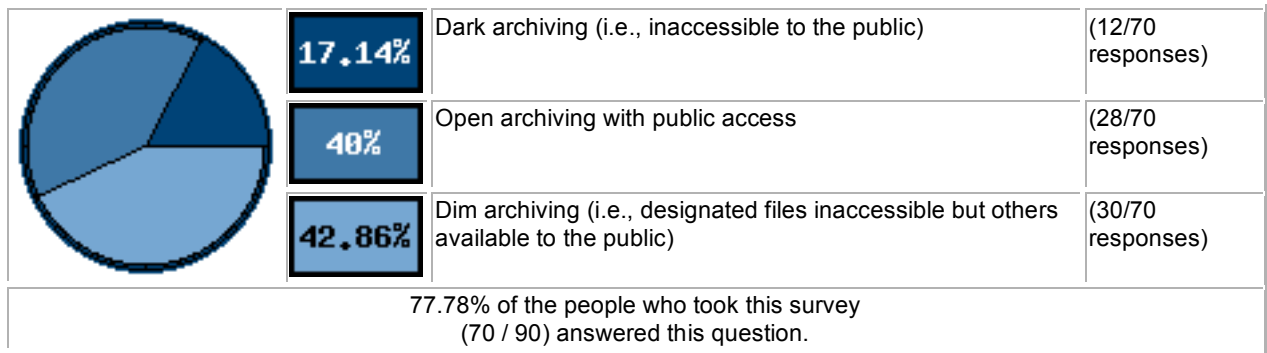 17.14%
Dark archiving (i.e., inaccessible to the public)
(12/70
responses)
40%
Open archiving with public access
(28/70
responses)
42.86%
Dim archiving (i.e., designated files inaccessible but others
available to the public)
(30/70
responses)
77.78% of the people who took this survey
(70 / 90) answered this question.